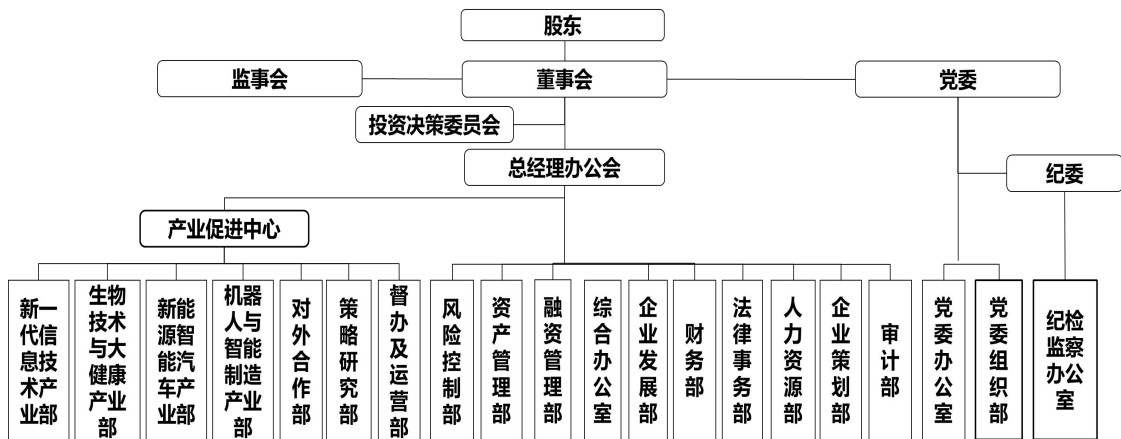 股东
监事会
董事会
党委
投资决策委员会
总经理办公会
纪委
产业促进中心
新一代信息技术产业部
生物技术与大健康产业部
新能源智能汽车产业部
机器人与智能制造产业部
对外合作部
策略研究部
督办及运营部
风险控制部
资产管理部
融资管理部
综合办公室
企业发展部
财务部
法律事务部
人力资源部
企业策划部
审计部
党委办公室
党委组织部
纪检监察办公室